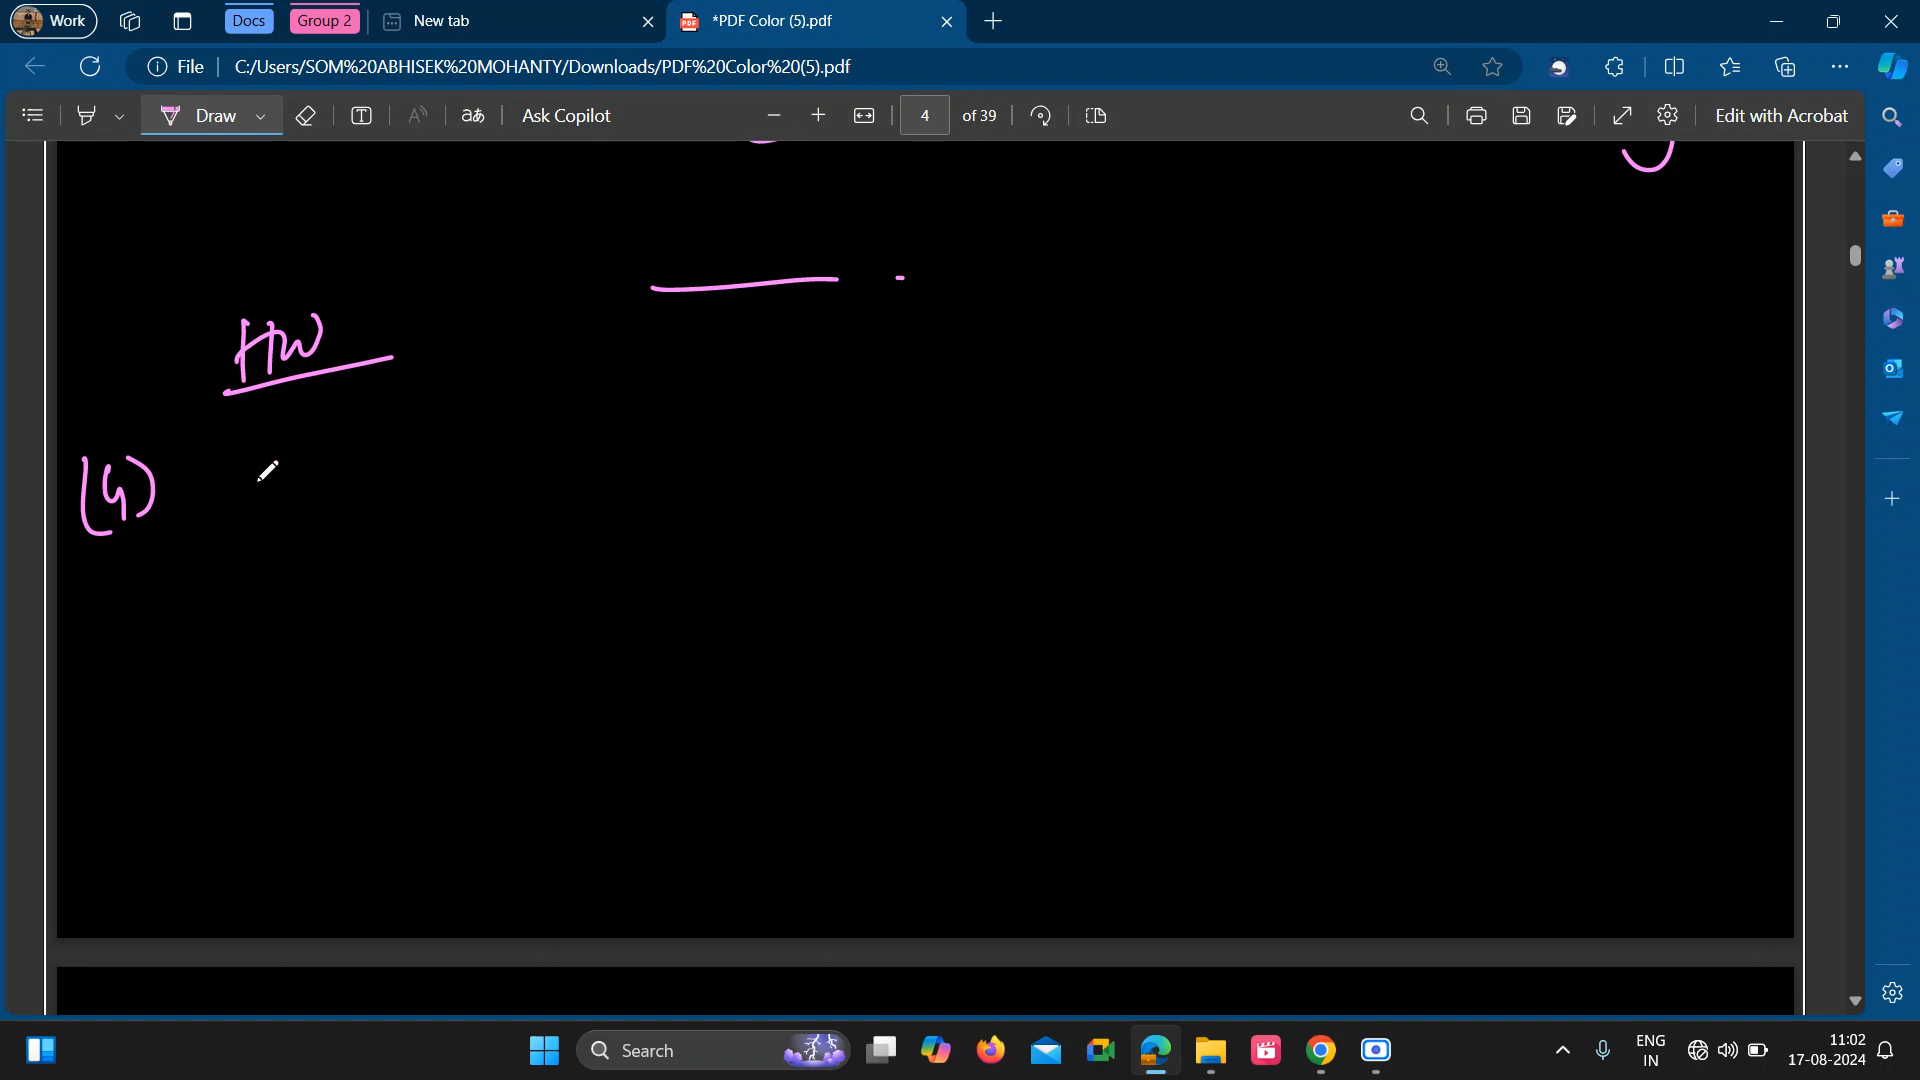 Work
Docs
Group 2
New tab
*PDF Color (5).pdf
File
C:/Users/SOM%20ABHISEK%20MOHANTY/Downloads/PDF%20Color%20(5).pdf
Draw
aあ
Ask Copilot
4
of 39
Edit with Acrobat
HW
(4)
Search
ENG
IN
11:02
17-08-2024